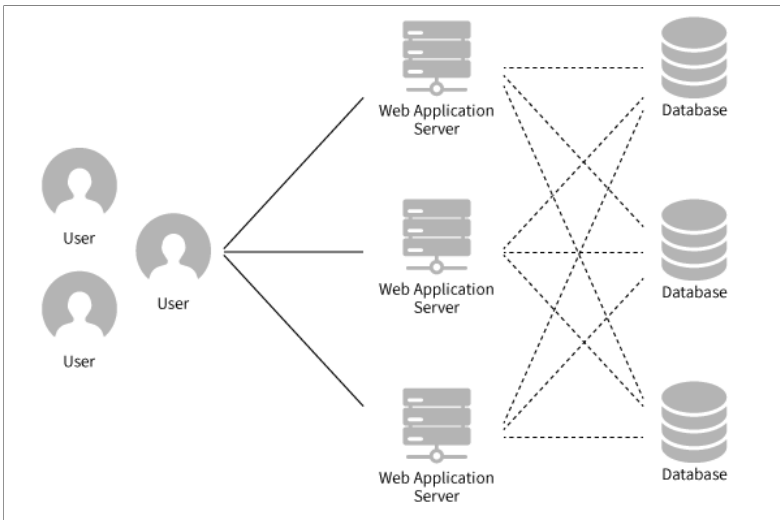 Web Application
Server
Database
User
Web Application
Server
Database
User
User
Web Application
Server
Database